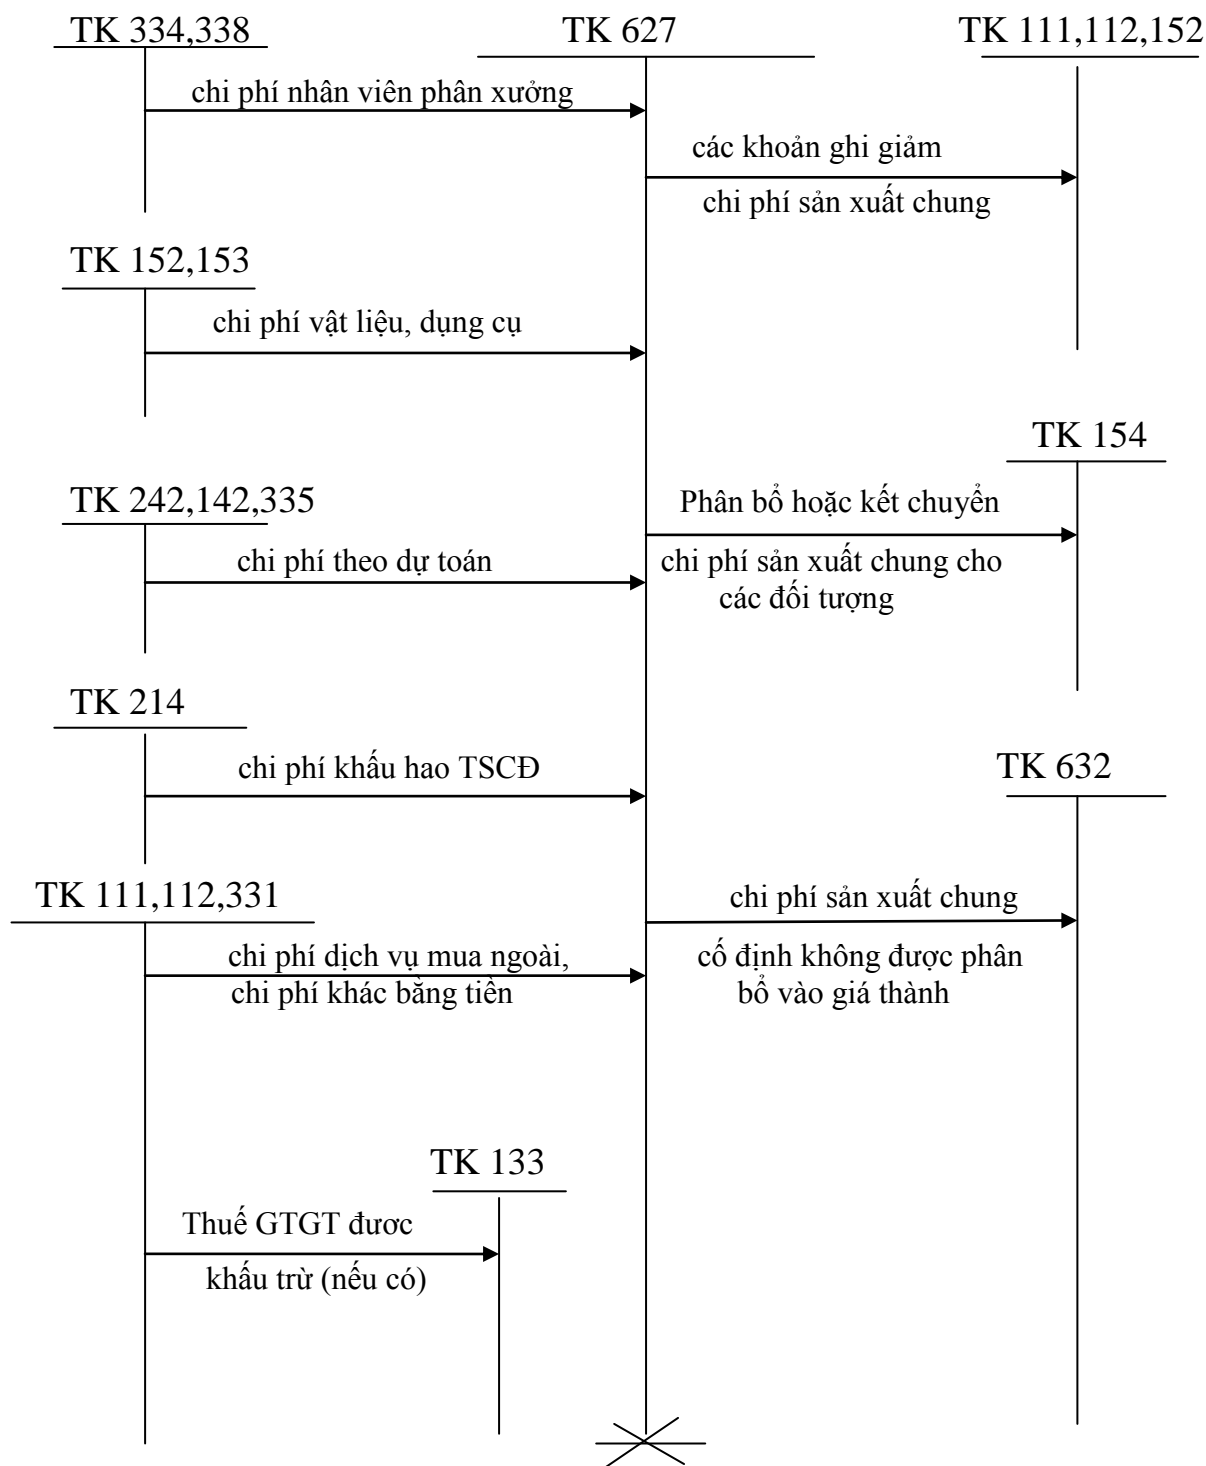 TK 334,338
TK 627
TK 111,112,152
chi phí nhân viên phân xưởng
các khoản ghi giảm
chi phí sản xuất chung
TK 152,153
chi phí vật liệu, dụng cụ
TK 154
TK 242,142,335
Phân bổ hoặc kết chuyển
chi phí theo dự toán
chi phí sản xuất chung cho
các đối tượng
TK 214
chi phí khấu hao TSCĐ
TK 632
TK 111,112,331
chi phí sản xuất chung
chi phí dịch vụ mua ngoài,
chi phí khác bằng tiền
cố định không được phân
bổ vào giá thành
TK 133
Thuế GTGT đươc
khấu trừ (nếu có)